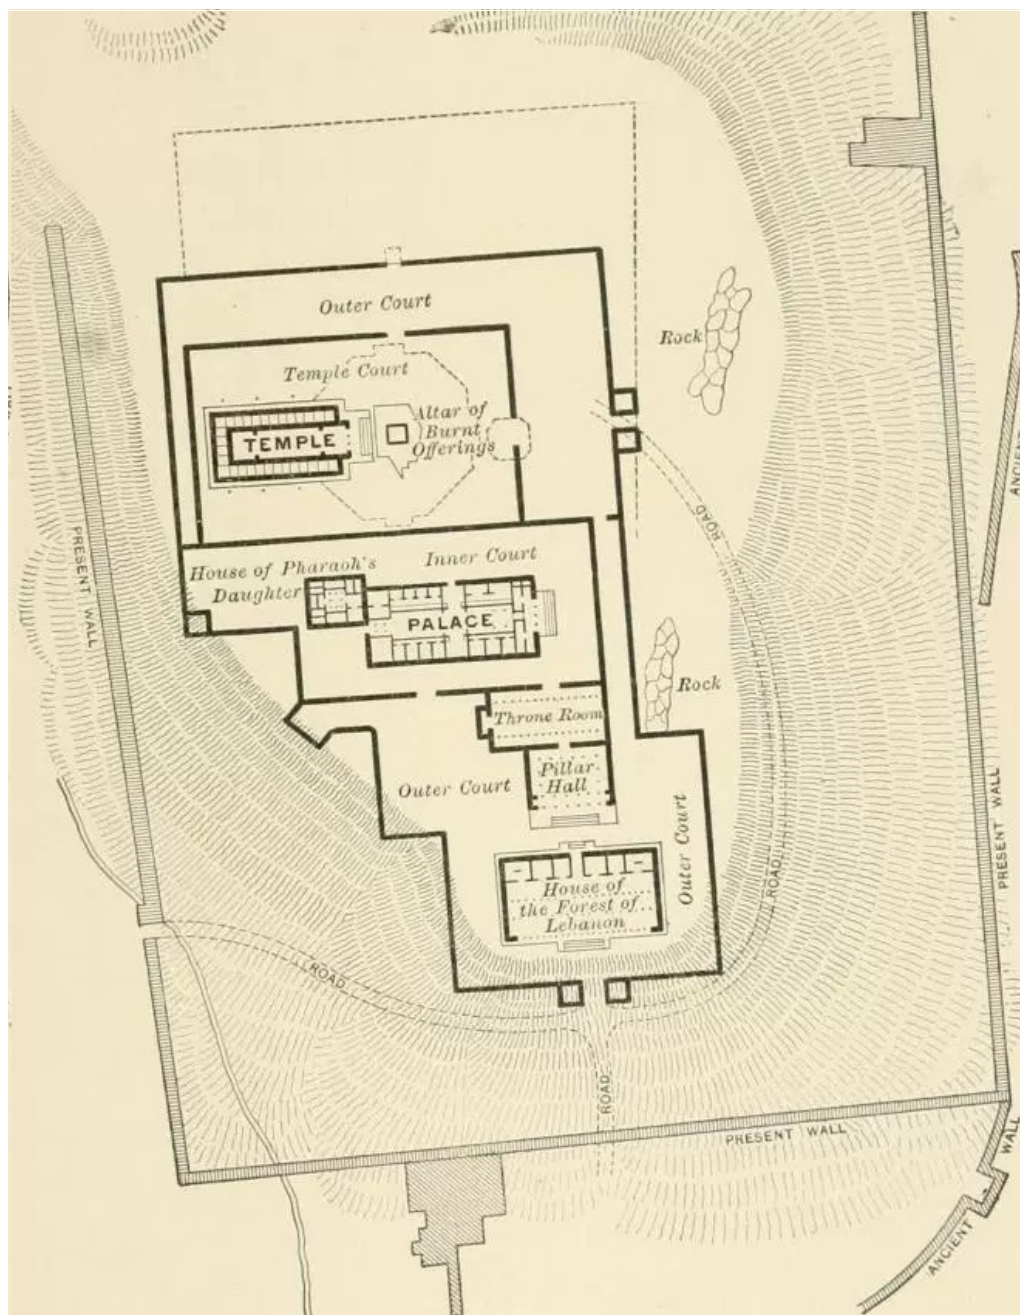 Outer Court
Rock
Temple Court
Altar of
Burnt
Offerings
TEMPLE
ANCIENT
ROAD
PRESENT WALL
House of Pharaoh's
Daughter
Inner Court
PALACE
Rock
Throne Room
Pillar
Hall
Outer Court
Outer Court
PRESENT WALL
House of
the Forest of
Lebanon
ROAD
ROAD
ROAD
PRESENT WALL
WALL
ANCIENT